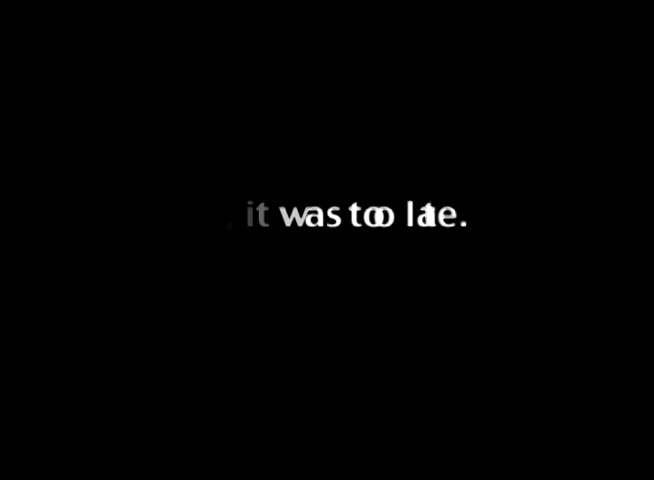 , it was too late.